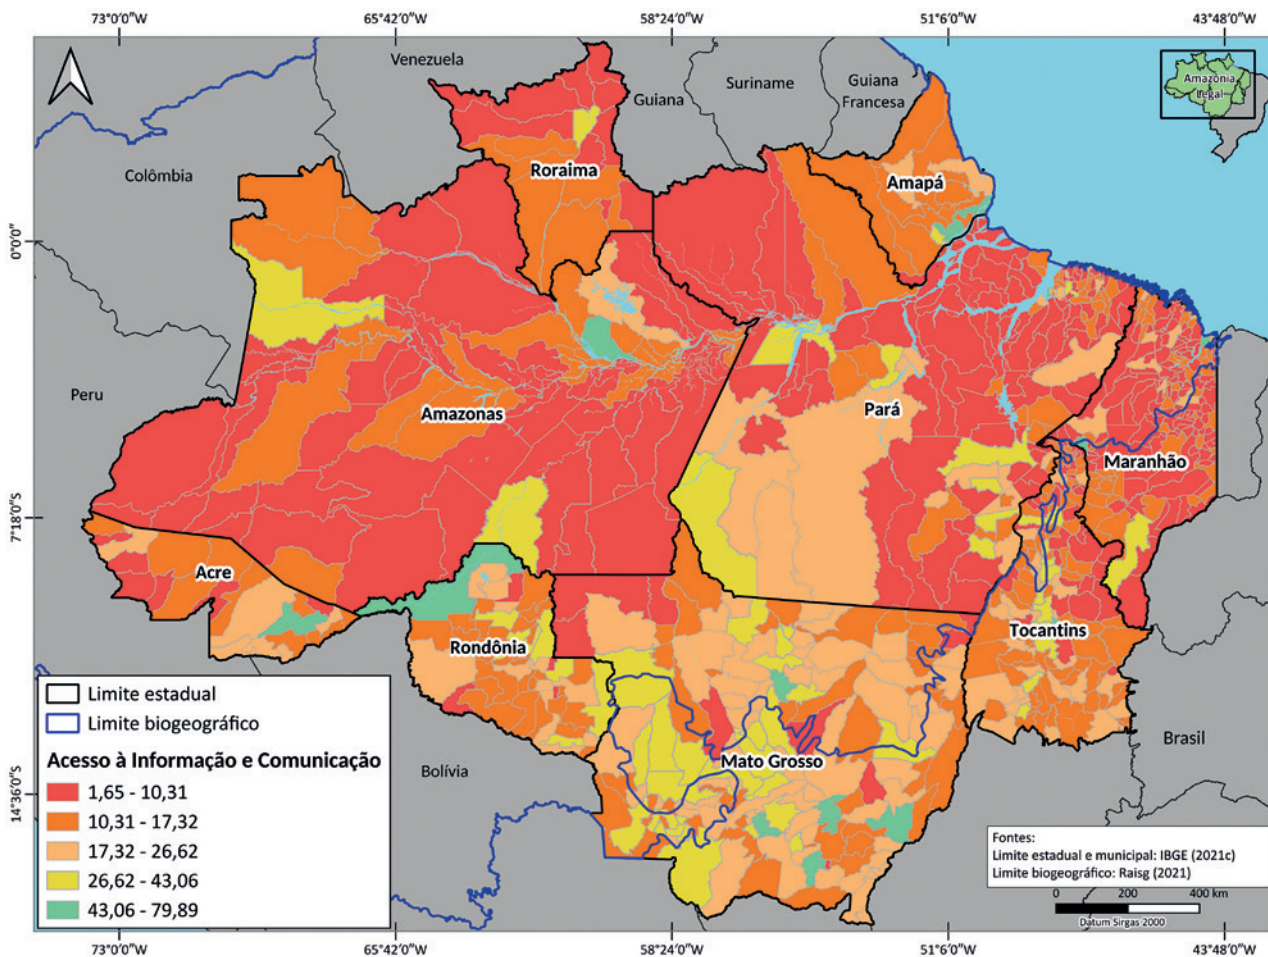 73°0'0"W
65°42'0"W
58°24'0"W
51°6'0"W
43°48'0"W
Venezuela
Guiana
Suriname
Guiana
Francesa
Colômbia
Peru
Bolívia
Brasil
Amazônia
Legal
0°0'0"
7°18'0"S
14°36'0"S
Roraima
Amapá
Amazonas
Pará
Maranhão
Acre
Rondônia
Tocantins
Mato Grosso
Limite estadual
Limite biogeográfico
Acesso à Informação e Comunicação
1,65 - 10,31
10,31 - 17,32
17,32 - 26,62
26,62 - 43,06
43,06 - 79,89
Fontes:
Limite estadual e municipal: IBGE (2021c)
Limite biogeográfico: Raisg (2021)
0 200 400 km
Datum Sirgas 2000
73°0'0"W
65°42'0"W
58°24'0"W
51°6'0"W
43°48'0"W